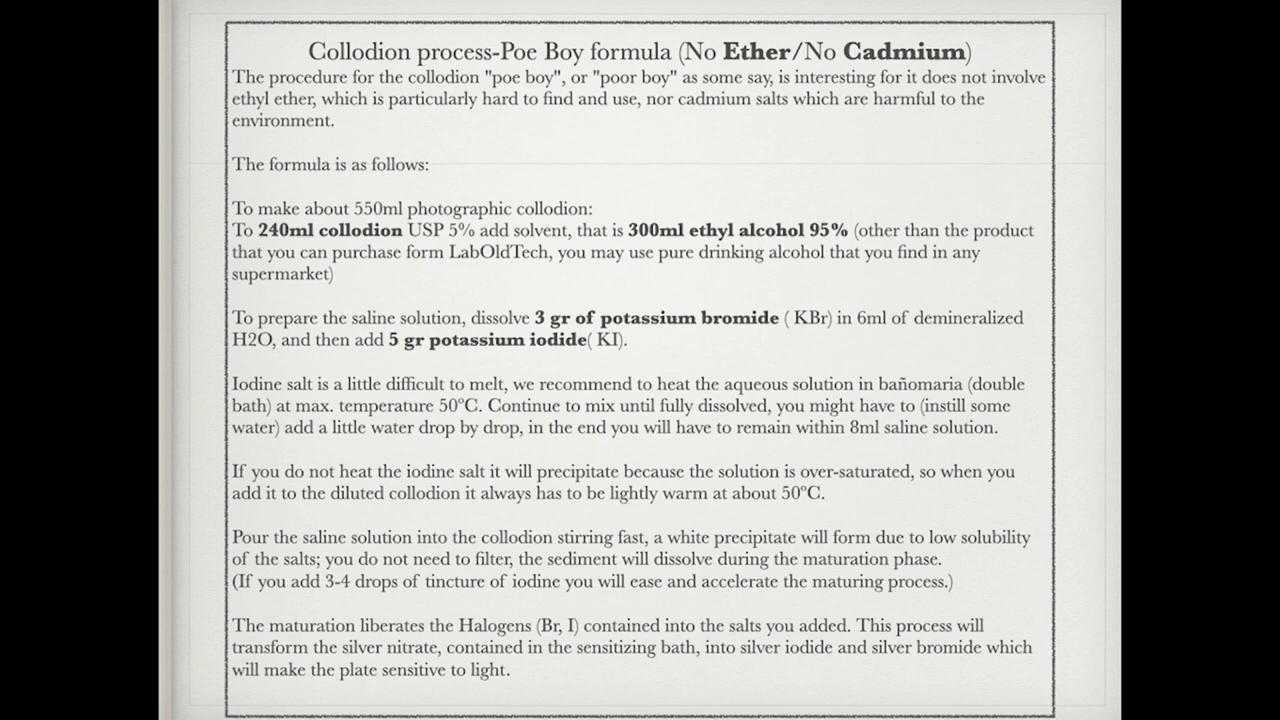 Collodion process-Poe Boy formula (No Ether/No Cadmium)
The procedure for the collodion "poe boy", or "poor boy" as some say, is interesting for it does not involve
ethyl ether, which is particularly hard to find and use, nor cadmium salts which are harmful to the
environment.
The formula is as follows:
To make about 550ml photographic collodion:
To 240ml collodion USP 5% add solvent, that is 300ml ethyl alcohol 95% (other than the product
that you can purchase form LabOldTech, you may use pure drinking alcohol that you find in any
supermarket)
To prepare the saline solution, dissolve 3 gr of potassium bromide ( KBr) in 6ml of demineralized
H2O, and then add 5 gr potassium iodide( KI).
Iodine salt is a little difficult to melt, we recommend to heat the aqueous solution in bañomaria (double
bath) at max. temperature 50°C. Continue to mix until fully dissolved, you might have to (instill some
water) add a little water drop by drop, in the end you will have to remain within 8ml saline solution.
If you do not heat the iodine salt it will precipitate because the solution is over-saturated, so when you
add it to the diluted collodion it always has to be lightly warm at about 50°C.
Pour the saline solution into the collodion stirring fast, a white precipitate will form due to low solubility
of the salts; you do not need to filter, the sediment will dissolve during the maturation phase.
(If you add 3-4 drops of tincture of iodine you will ease and accelerate the maturing process.)
The maturation liberates the Halogens (Br, I) contained into the salts you added. This process will
transform the silver nitrate, contained in the sensitizing bath, into silver iodide and silver bromide which
will make the plate sensitive to light.